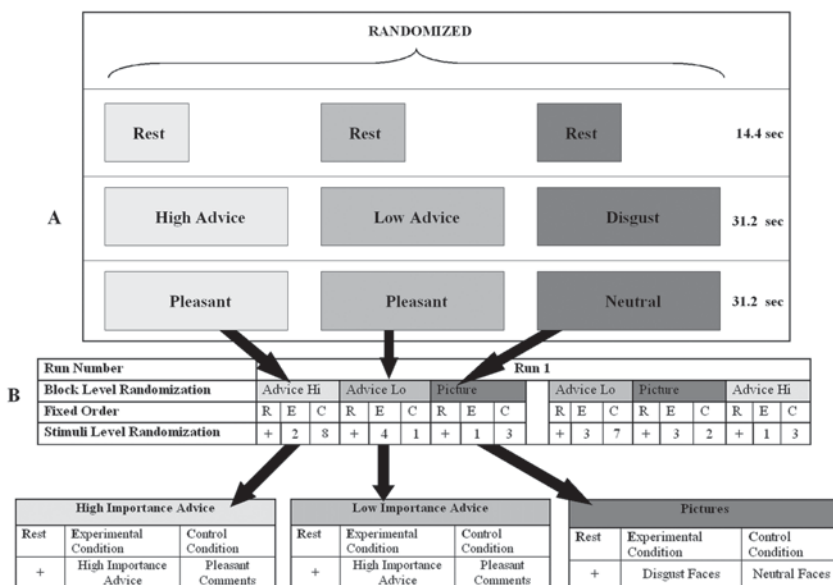 RANDOMIZED
Rest Rest Rest 14.4 sec
A
High Advice Low Advice Disgust 31.2 sec
Pleasant Pleasant Neutral 31.2 sec
B
Run Number Run 1
Block Level Randomization Advice Hi Advice Lo Picture Advice Lo Picture Advice Hi
Fixed Order R E C R E C R E C R E C R E C R E C
Stimuli Level Randomization + 2 8 + 4 1 + 1 3 + 3 7 + 3 2 + 1 3
High Importance Advice
Rest Experimental Condition Control Condition
+ High Importance Advice Pleasant Comments
Low Importance Advice
Rest Experimental Condition Control Condition
+ High Importance Advice Pleasant Comments
Pictures
Rest Experimental Condition Control Condition
+ Disgust Faces Neutral Faces